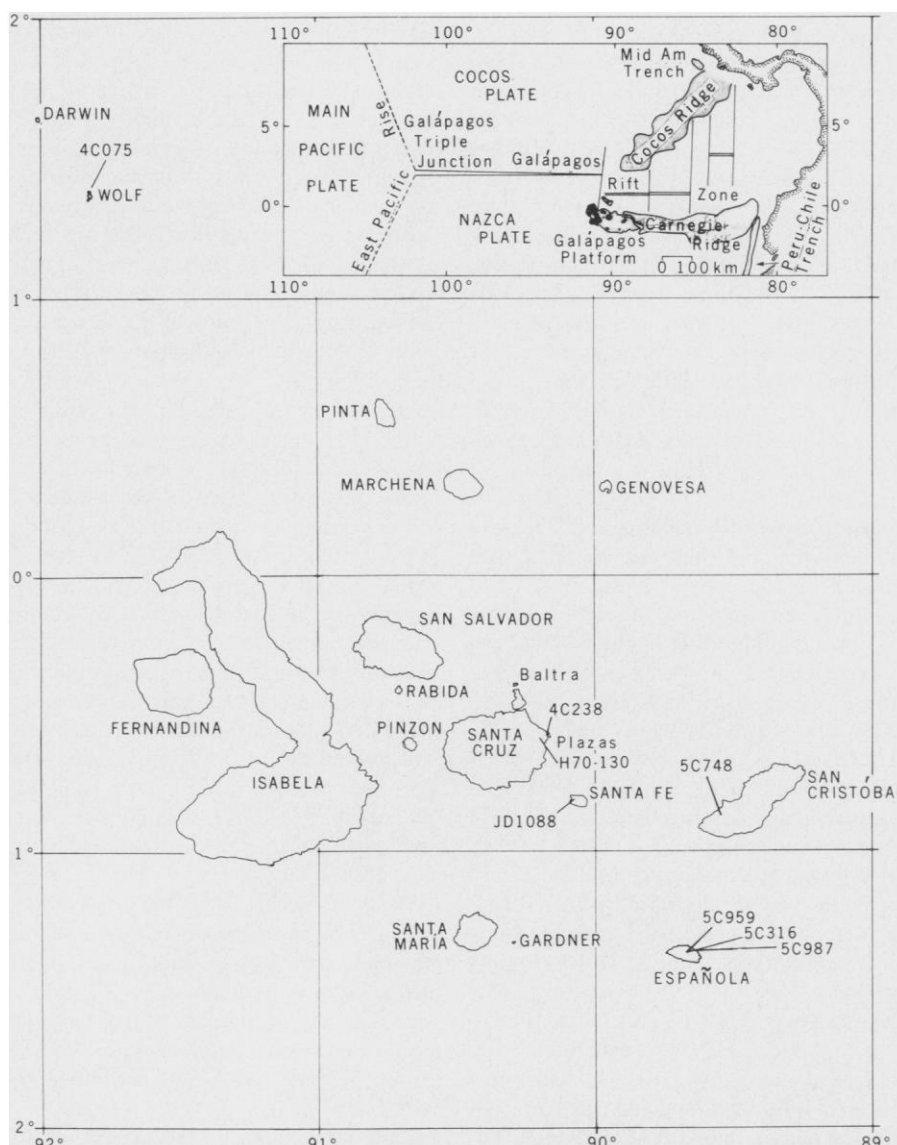 2°
110°
100°
90°
80°
Mid Am
Trench
COCOS
PLATE
DARWIN
4C075
WOLF
MAIN
PACIFIC
PLATE
East Pacific Rise
5°
0°
Galápagos
Triple
Junction
Galápagos
Rift
Zone
Cocos Ridge
NAZCA
PLATE
Carnegie
Ridge
Galápagos
Platform
0 100km
Peru-Chile
Trench
5°
0°
110°
100°
90°
80°
1°
PINTA
MARCHENA
GENOVESA
0°
SAN SALVADOR
RABIDA
Baltra
4C238
FERNANDINA
PINZON
SANTA
CRUZ
Plazas
H70-130
ISABELA
5C748
SAN
CRISTÓBA
SANTA FE
JD1088
1°
SANTA
MARÍA
GARDNER
5C959
5C316
5C987
ESPAÑOLA
2°
92°
91°
90°
89°